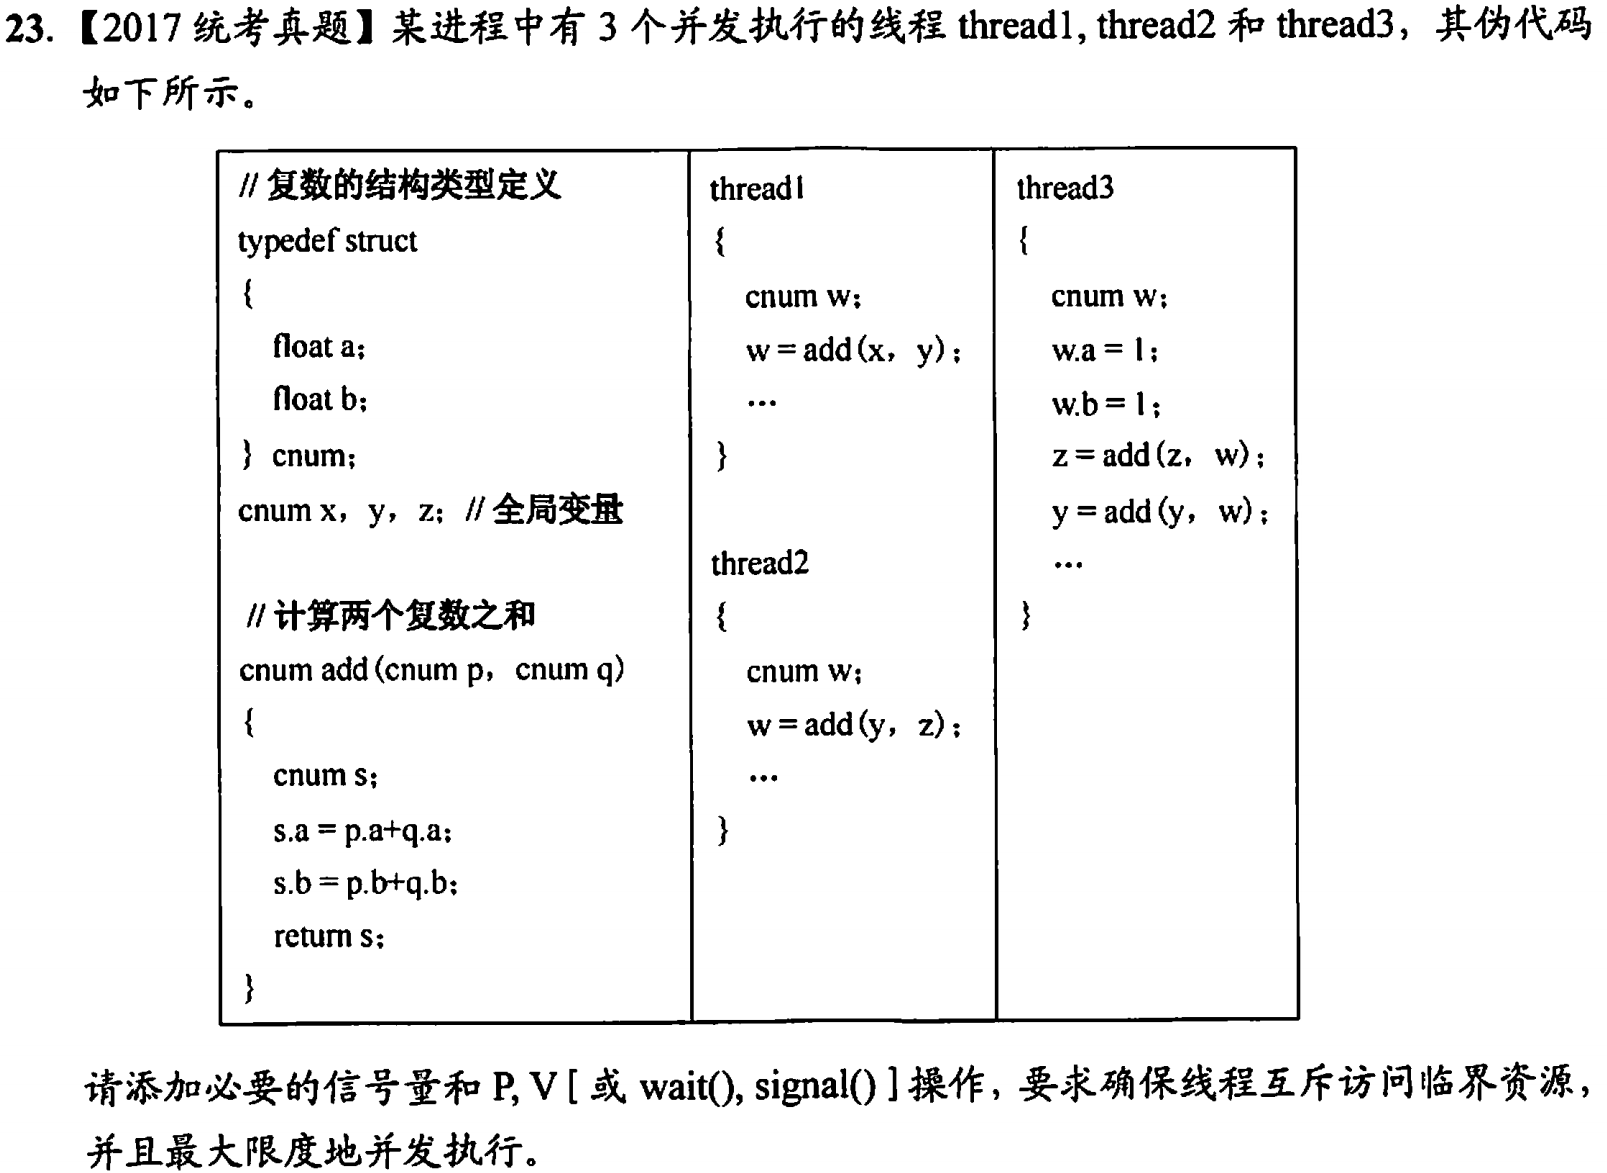 23.【2017 统考真题】某进程中有 3 个并发执行的线程 thread1, thread2 和 thread3，其伪代码
如下所示。
// 复数的结构类型定义
typedef struct
{
float a;
float b;
} cnum;
cnum x, y, z; // 全局变量
// 计算两个复数之和
cnum add (cnum p, cnum q)
{
cnum s;
s.a = p.a+q.a;
s.b = p.b+q.b;
return s;
}
thread1
{
cnum w;
w = add (x, y);
…
}
thread2
{
cnum w;
w = add (y, z);
…
}
thread3
{
cnum w;
w.a = 1;
w.b = 1;
z = add (z, w);
y = add (y, w);
…
}
请添加必要的信号量和 P, V [ 或 wait(), signal() ] 操作，要求确保线程互斥访问临界资源，
并且最大限度地并发执行。